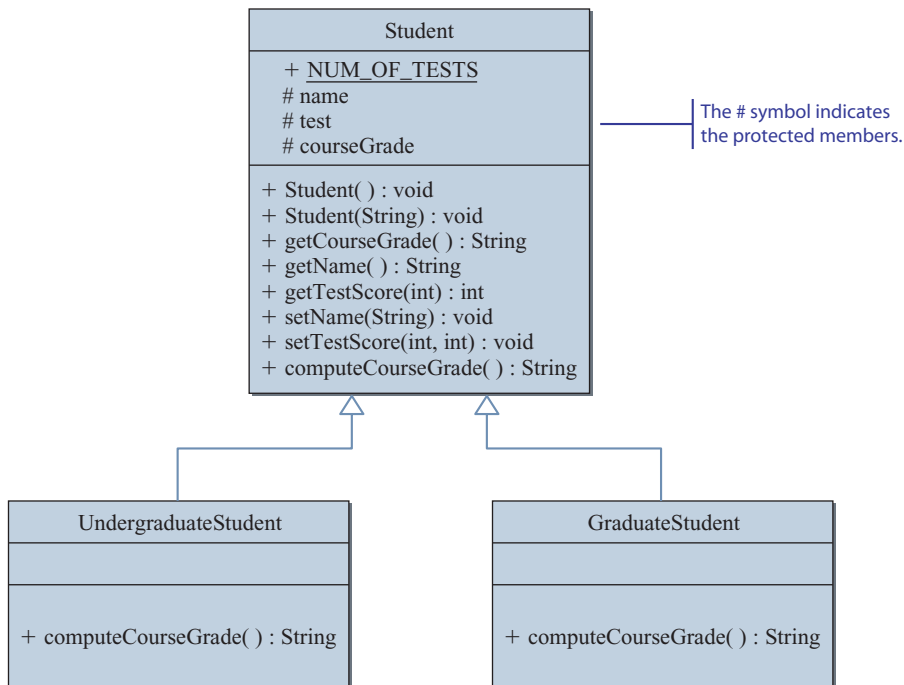 Student
+ NUM_OF_TESTS
# name
# test
# courseGrade
The # symbol indicates
the protected members.
+ Student( ) : void
+ Student(String) : void
+ getCourseGrade( ) : String
+ getName( ) : String
+ getTestScore(int) : int
+ setName(String) : void
+ setTestScore(int, int) : void
+ computeCourseGrade( ) : String
UndergraduateStudent
+ computeCourseGrade( ) : String
GraduateStudent
+ computeCourseGrade( ) : String